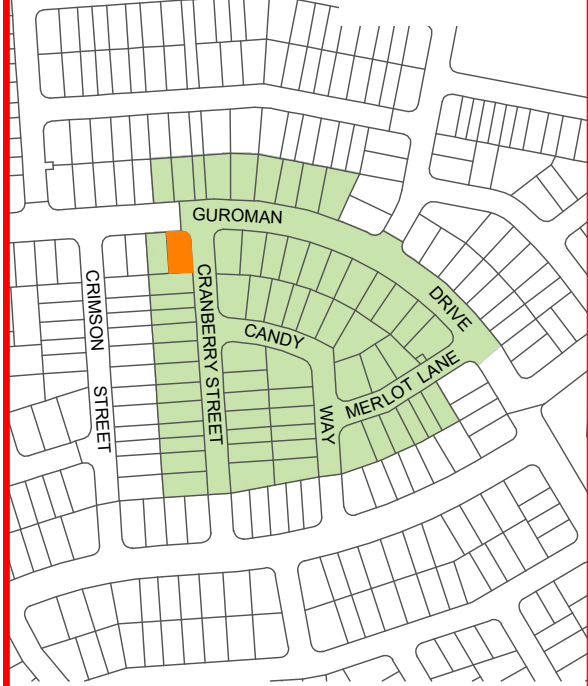 GUROMAN
DRIVE
CRIMSON
STREET
CRANBERRY STREET
CANDY
WAY
MERLOT LANE